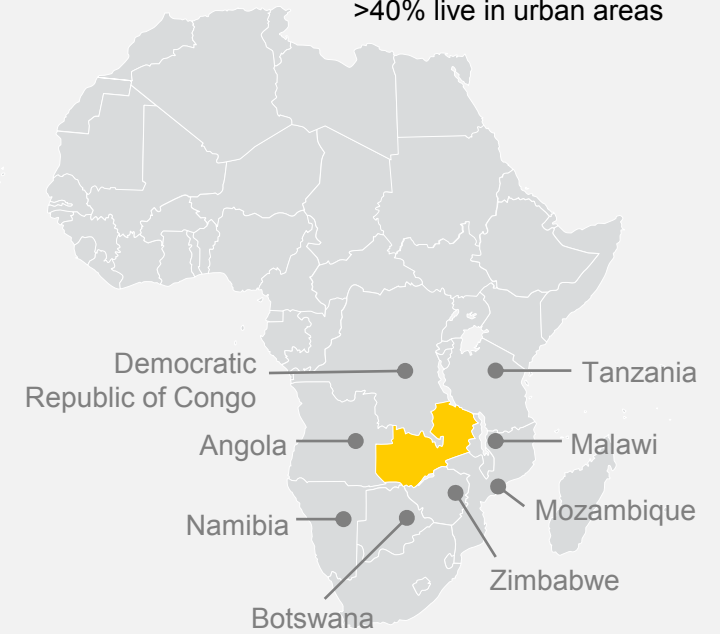 >40% live in urban areas
Democratic
Republic of Congo
Tanzania
Angola
Malawi
Mozambique
Namibia
Zimbabwe
Botswana